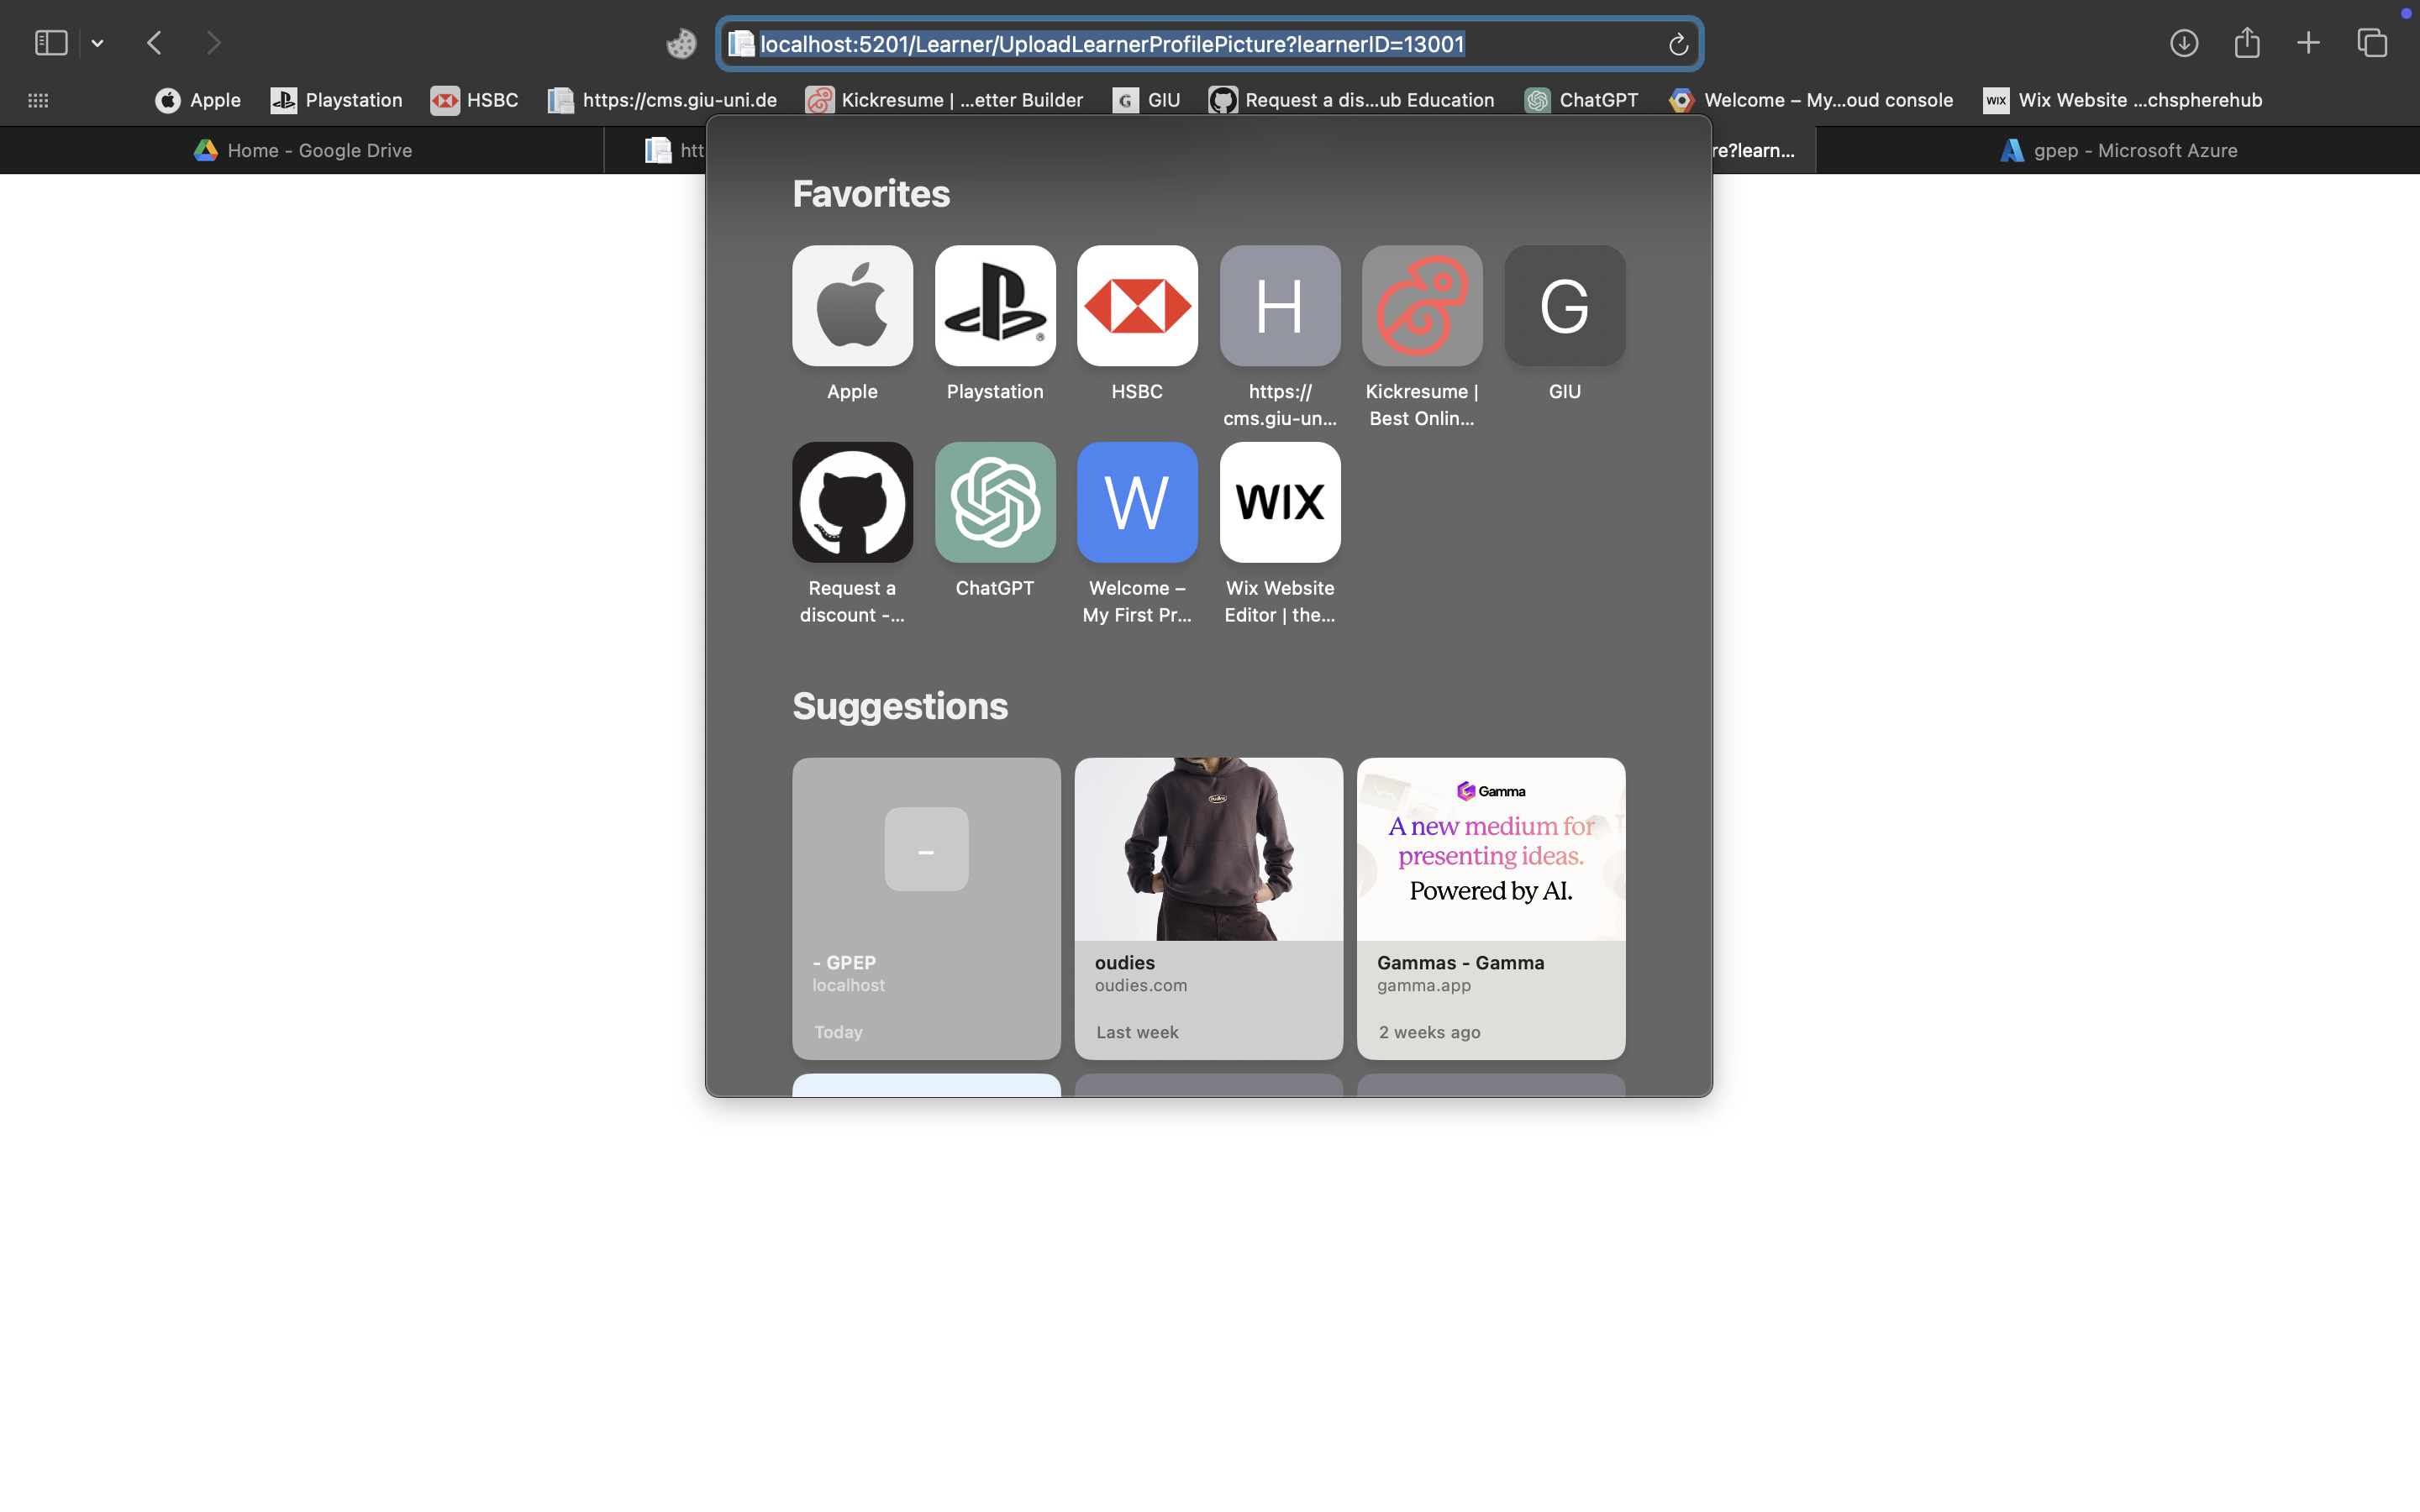 localhost:5201/Learner/UploadLearnerProfilePicture?learnerID=13001
Apple
Playstation
HSBC
https://cms.giu-uni.de
Kickresume | ...etter Builder
G
GIU
Request a dis...ub Education
ChatGPT
Welcome – My...oud console
WIX
Wix Website ...chspherehub
Home - Google Drive
htt
re?learn...
gpep - Microsoft Azure
Favorites
H
G
Apple
Playstation
HSBC
https://
cms.giu-un...
Kickresume |
Best Onlin...
GIU
W
WIX
Request a
discount -...
ChatGPT
Welcome –
My First Pr...
Wix Website
Editor | the...
Suggestions
–
- GPEP
localhost
Today
oudies
oudies.com
Last week
Gamma
A new medium for
presenting ideas.
Powered by AI.
Gammas - Gamma
gamma.app
2 weeks ago